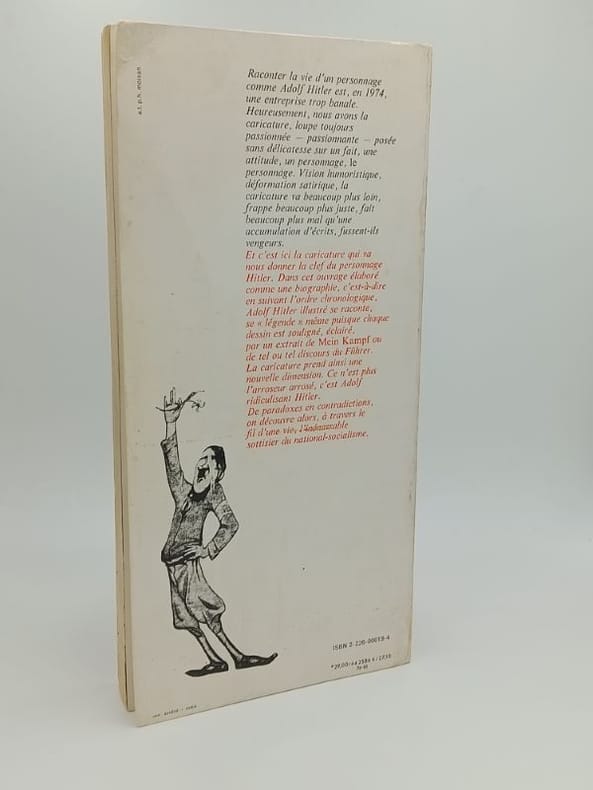 a.t. p.h. moisan
Raconter la vie d'un personnage
comme Adolf Hitler est, en 1974,
une entreprise trop banale.
Heureusement, nous avons la
caricature, loupe toujours
passionnée — passionnante — posée
sans délicatesse sur un fait, une
attitude, un personnage, le
personnage. Vision humoristique,
déformation satirique, la
caricature va beaucoup plus loin,
frappe beaucoup plus juste, fait
beaucoup plus mal qu'une
accumulation d'écrits, fussent-ils
vengeurs.
Et c'est ici la caricature qui va
nous donner la clef du personnage
Hitler. Dans cet ouvrage élaboré
comme une biographie, c'est-à-dire
en suivant l'ordre chronologique,
Adolf Hitler illustré se raconte,
se « légende » même puisque chaque
dessin est souligné, éclairé,
par un extrait de Mein Kampf ou
de tel ou tel discours du Führer.
La caricature prend ainsi une
nouvelle dimension. Ce n'est plus
l'arroseur arrosé, c'est Adolf
ridiculisant Hitler.
De paradoxes en contradictions,
on découvre alors, à travers le
fil d'une vie, l'indomptable
sottisier du national-socialisme.
ISBN 2-220-